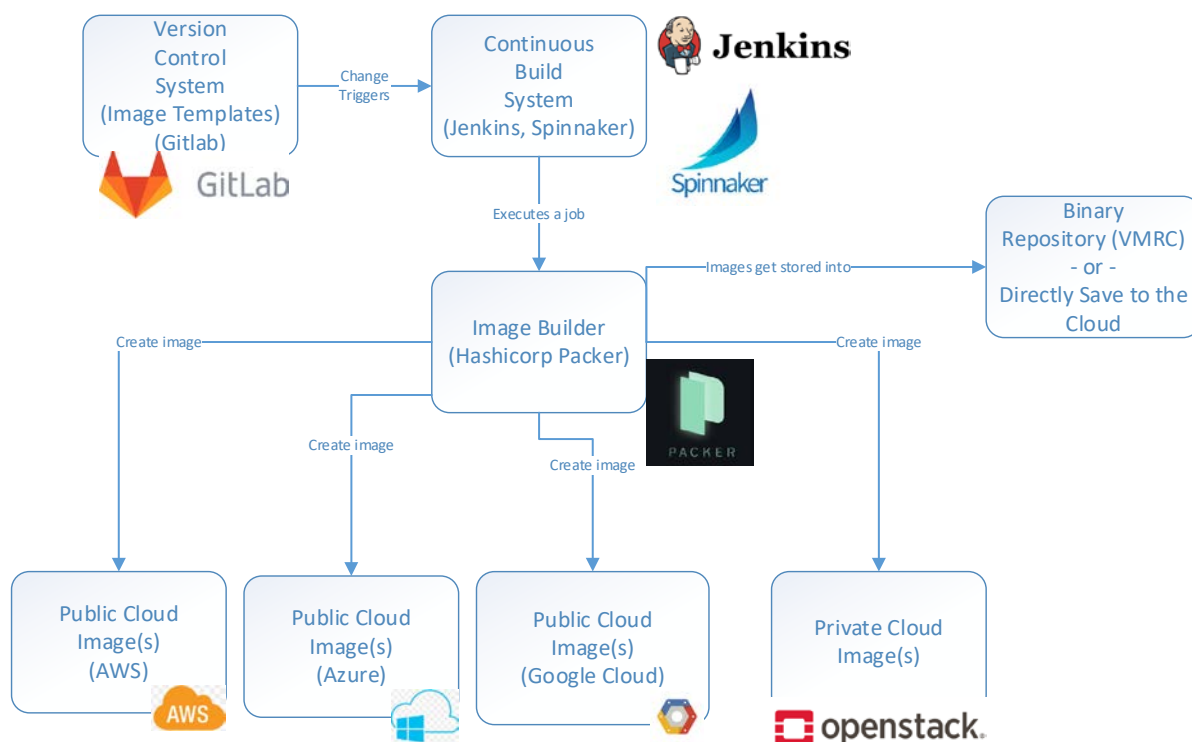 Version
Control
System
(Image Templates)
(Gitlab)
GitLab
Change
Triggers
Continuous
Build
System
(Jenkins, Spinnaker)
Jenkins
Spinnaker
Executes a job
Image Builder
(Hashicorp Packer)
PACKER
Images get stored into
Binary
Repository (VMRC)
- or -
Directly Save to the
Cloud
Create image
Create image
Create image
Create image
Public Cloud
Image(s)
(AWS)
AWS
Public Cloud
Image(s)
(Azure)
Public Cloud
Image(s)
(Google Cloud)
Private Cloud
Image(s)
openstack.